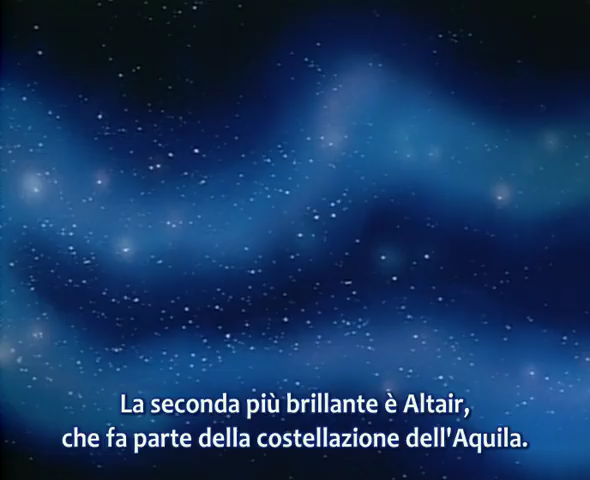 La seconda più brillante è Altair,
che fa parte della costellazione dell'Aquila.